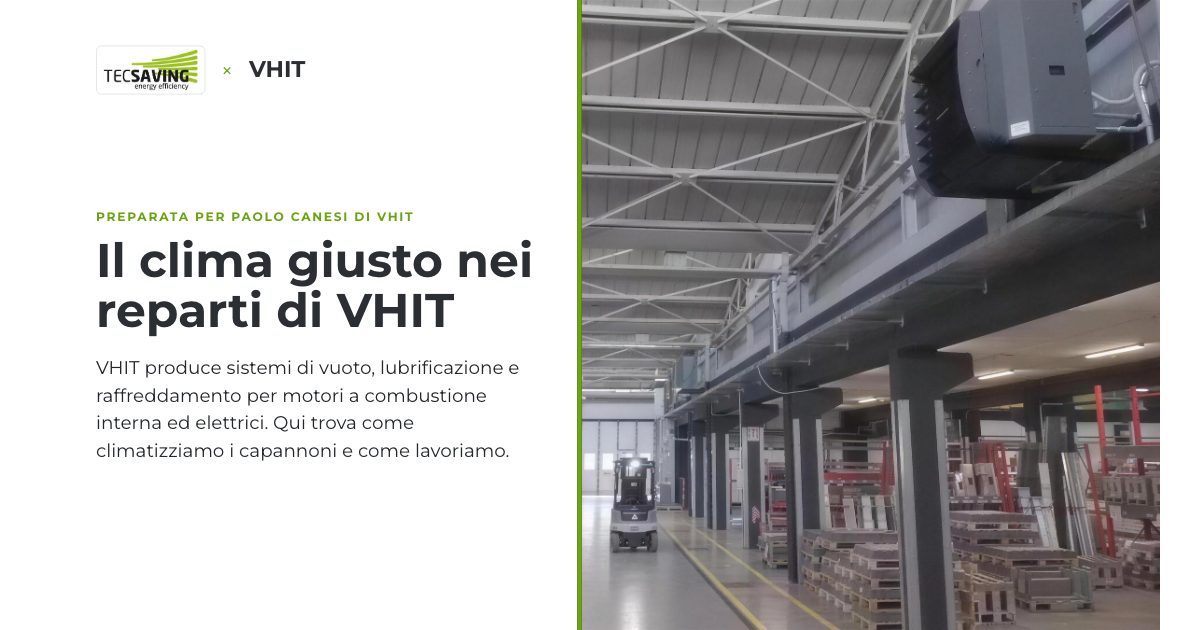 TECSAVING
energy efficiency
× VHIT
PREPARATA PER PAOLO CANESI DI VHIT
Il clima giusto nei
reparti di VHIT
VHIT produce sistemi di vuoto, lubrificazione e
raffreddamento per motori a combustione
interna ed elettrici. Qui trova come
climatizziamo i capannoni e come lavoriamo.